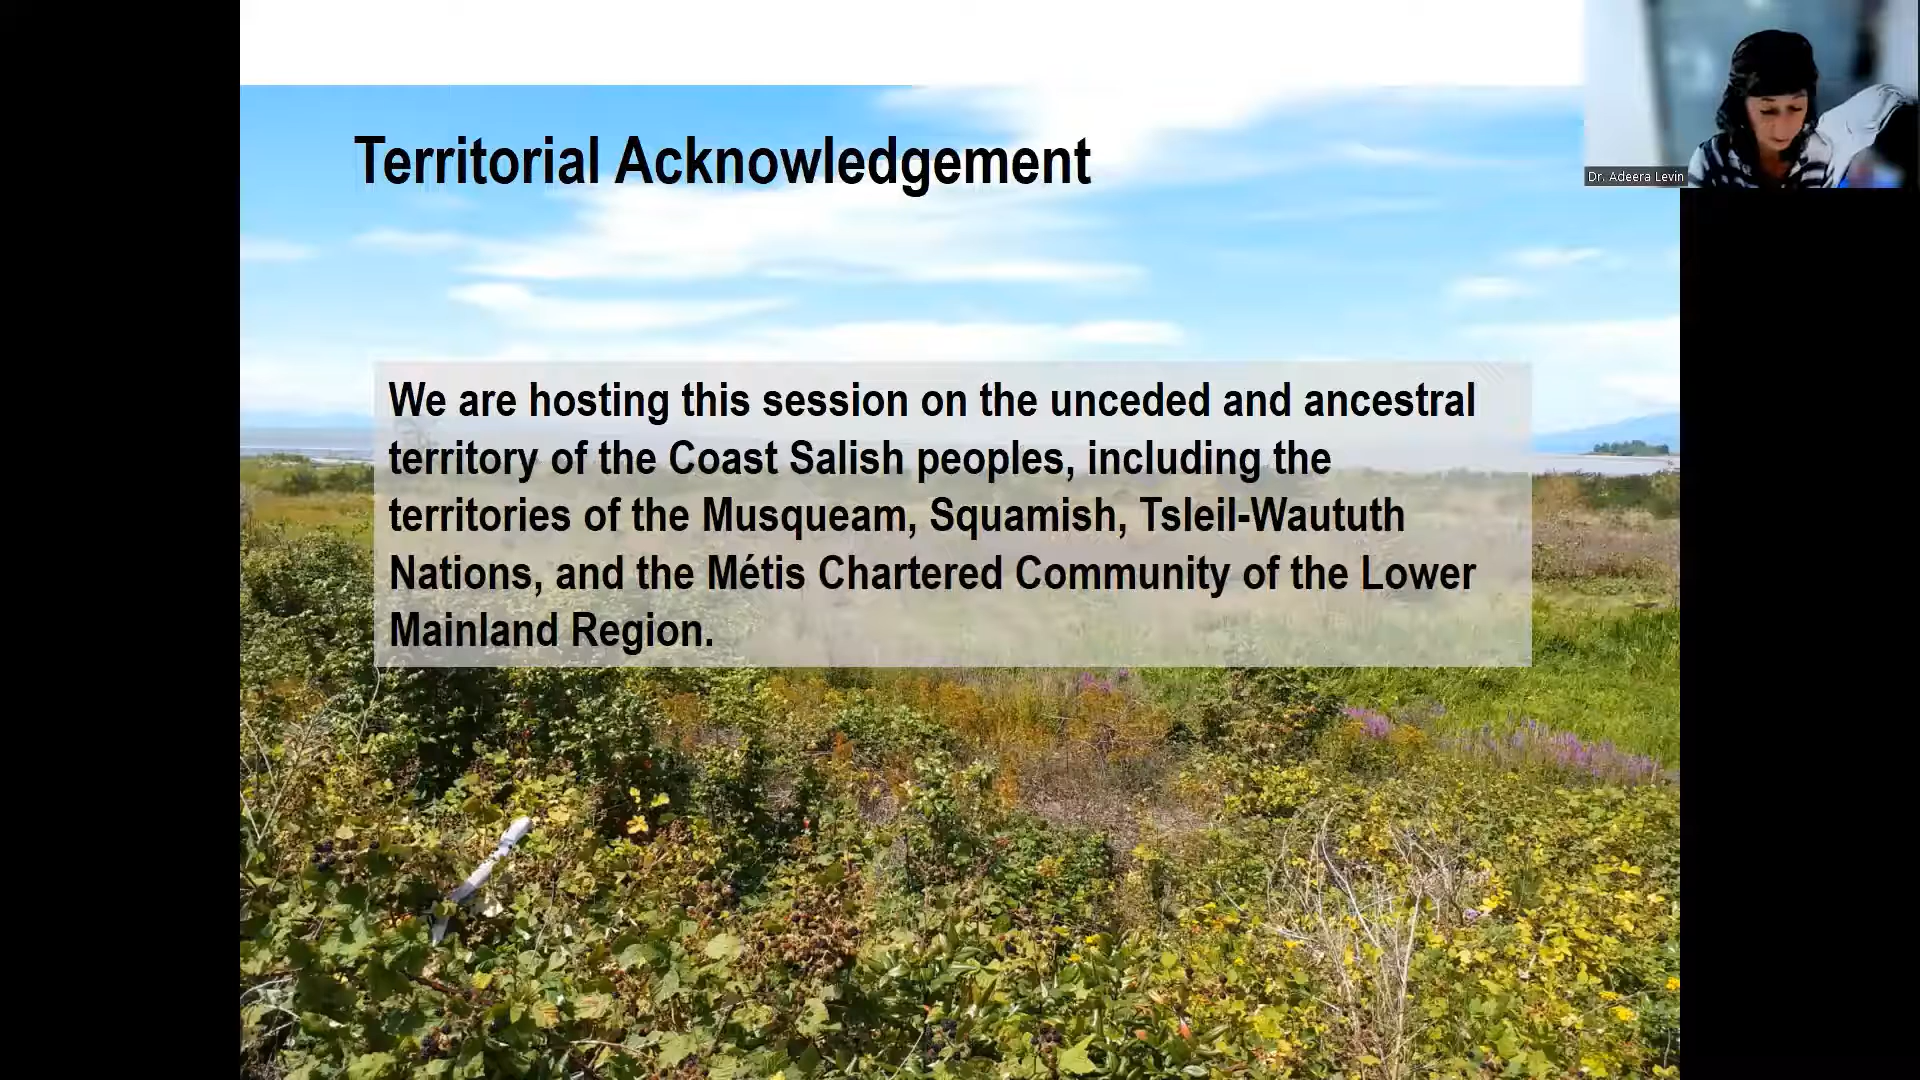 Territorial Acknowledgement
Dr. Adeera Levin
We are hosting this session on the unceded and ancestral
territory of the Coast Salish peoples, including the
territories of the Musqueam, Squamish, Tsleil-Waututh
Nations, and the Métis Chartered Community of the Lower
Mainland Region.